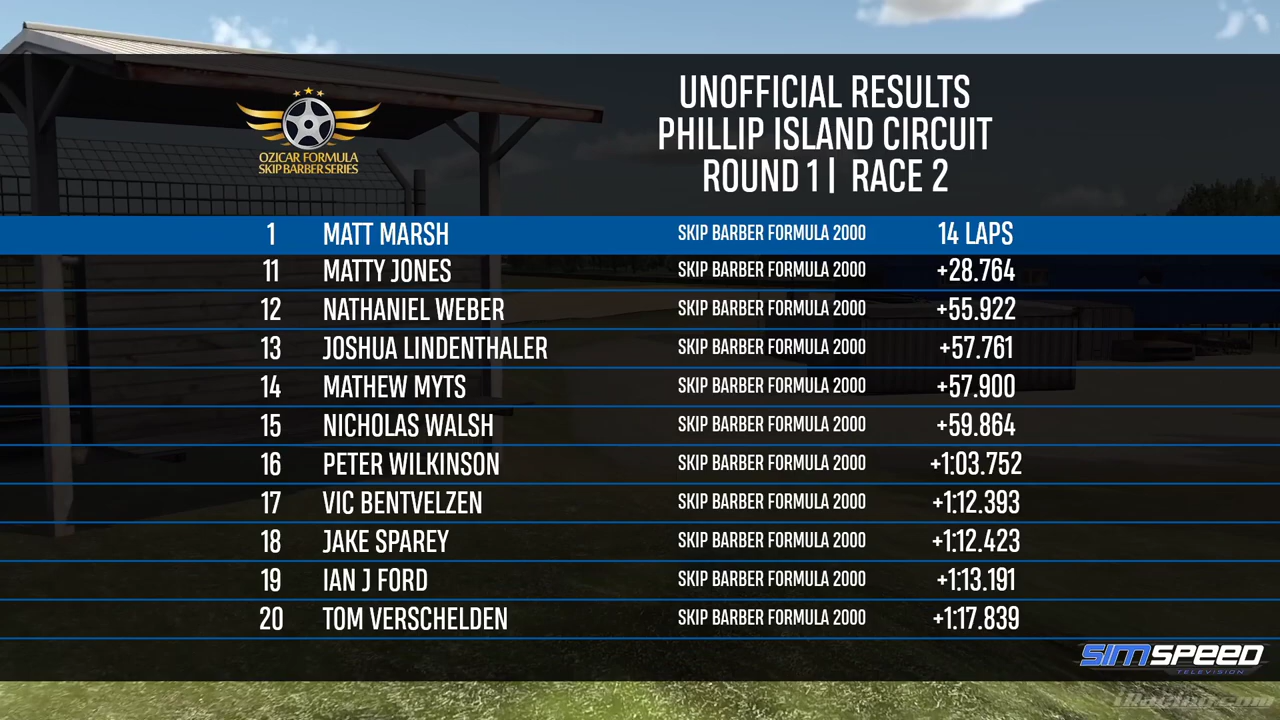 OZICAR FORMULA
SKIP BARBER SERIES
UNOFFICIAL RESULTS
PHILLIP ISLAND CIRCUIT
ROUND 1 | RACE 2
1 MATT MARSH SKIP BARBER FORMULA 2000 14 LAPS
11 MATTY JONES SKIP BARBER FORMULA 2000 +28.764
12 NATHANIEL WEBER SKIP BARBER FORMULA 2000 +55.922
13 JOSHUA LINDENTHALER SKIP BARBER FORMULA 2000 +57.761
14 MATHEW MYTS SKIP BARBER FORMULA 2000 +57.900
15 NICHOLAS WALSH SKIP BARBER FORMULA 2000 +59.864
16 PETER WILKINSON SKIP BARBER FORMULA 2000 +1:03.752
17 VIC BENTVELZEN SKIP BARBER FORMULA 2000 +1:12.393
18 JAKE SPAREY SKIP BARBER FORMULA 2000 +1:12.423
19 IAN J FORD SKIP BARBER FORMULA 2000 +1:13.191
20 TOM VERSCHELDEN SKIP BARBER FORMULA 2000 +1:17.839
SIMSPEED
TELEVISION
iRacing.com